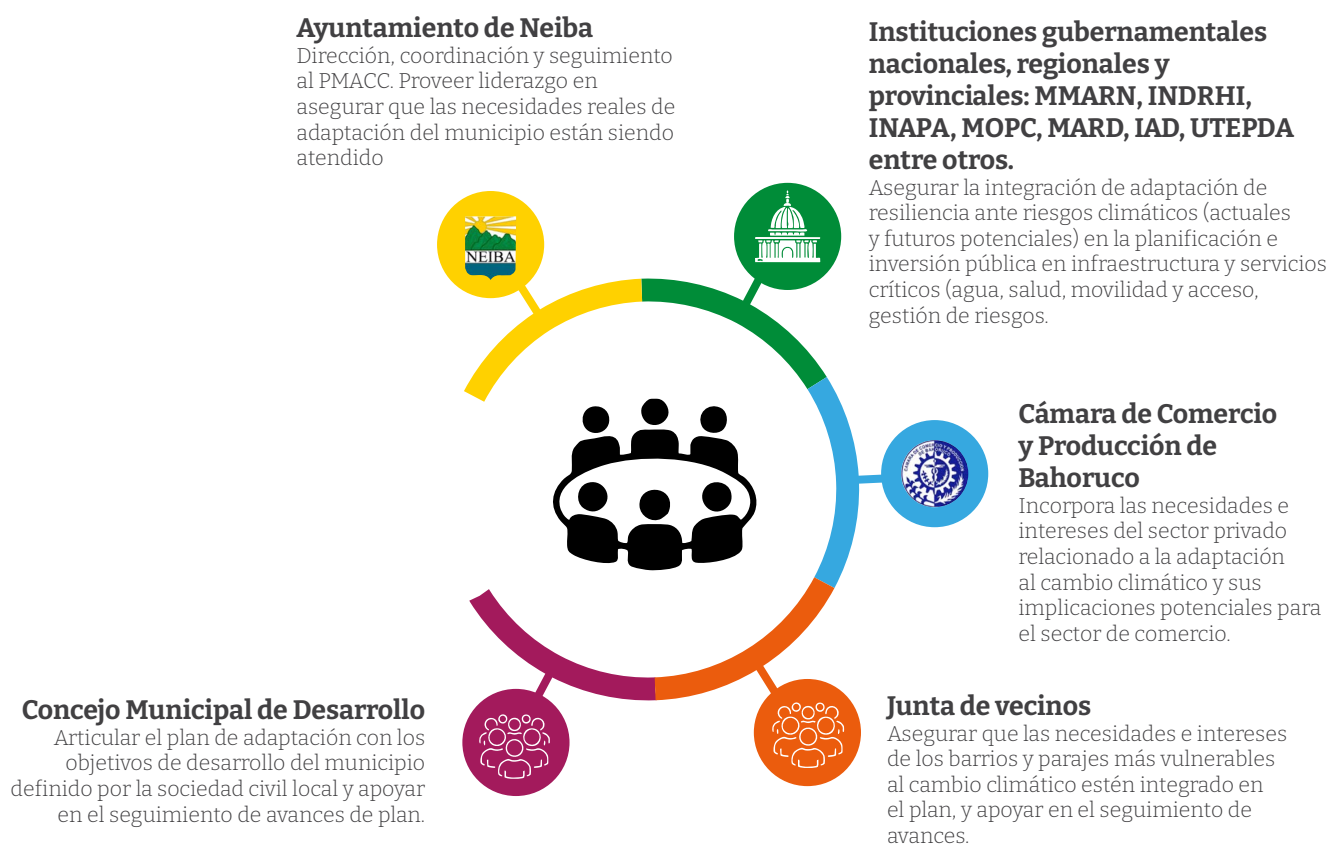 Ayuntamiento de Neiba
Dirección, coordinación y seguimiento
al PMACC. Proveer liderazgo en
asegurar que las necesidades reales de
adaptación del municipio están siendo
atendido
Instituciones gubernamentales
nacionales, regionales y
provinciales: MMARN, INDRHI,
INAPA, MOPC, MARD, IAD, UTEPDA
entre otros.
Asegurar la integración de adaptación de
resiliencia ante riesgos climáticos (actuales
y futuros potenciales) en la planificación e
inversión pública en infraestructura y servicios
críticos (agua, salud, movilidad y acceso,
gestión de riesgos.
NEIBA
Cámara de Comercio
y Producción de
Bahoruco
Incorpora las necesidades e
intereses del sector privado
relacionado a la adaptación
al cambio climático y sus
implicaciones potenciales para
el sector de comercio.
Concejo Municipal de Desarrollo
Articular el plan de adaptación con los
objetivos de desarrollo del municipio
definido por la sociedad civil local y apoyar
en el seguimiento de avances de plan.
Junta de vecinos
Asegurar que las necesidades e intereses
de los barrios y parajes más vulnerables
al cambio climático estén integrado en
el plan, y apoyar en el seguimiento de
avances.